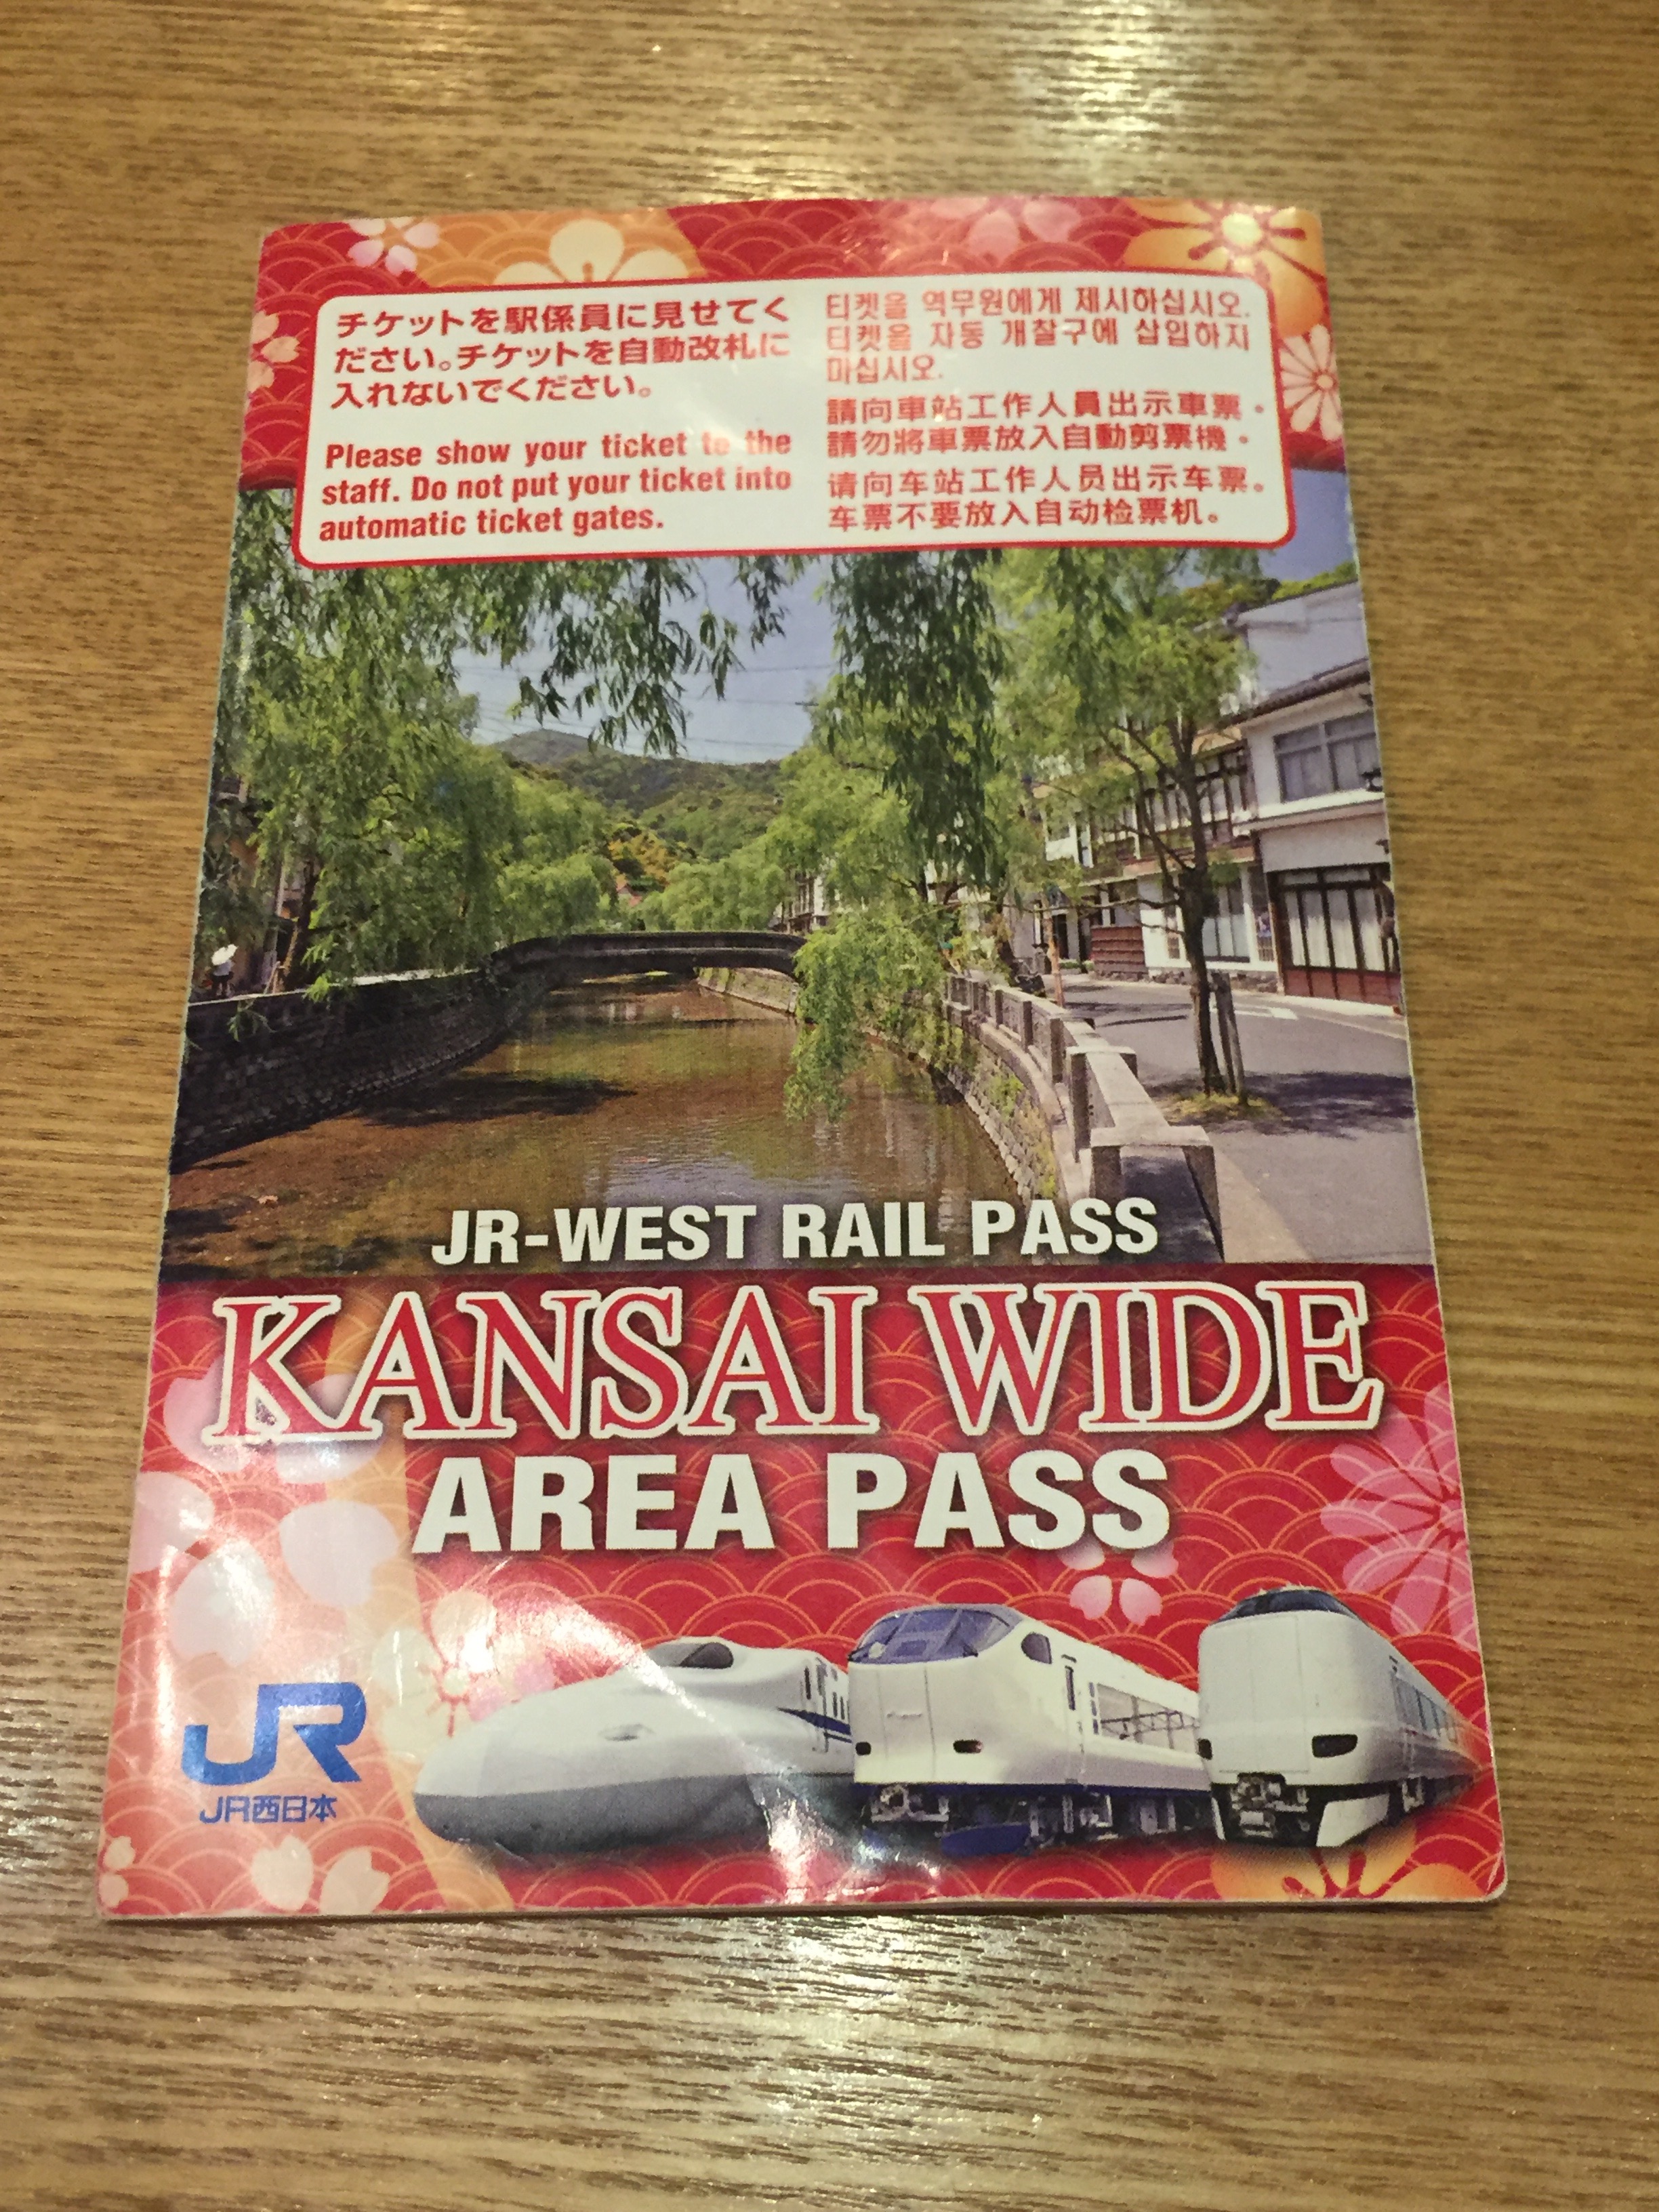 チケットを駅係員に見せてく
ださい。チケットを自動改札に
入れないでください。
Please show your ticket to the
staff. Do not put your ticket into
automatic ticket gates.
티켓을 역무원에게 제시하십시오.
티켓을 자동 개찰구에 삽입하지
마십시오.
請向車站工作人員出示車票。
請勿將車票放入自動剪票機。
请向车站工作人员出示车票。
车票不要放入自动检票机。
JR-WEST RAIL PASS
KANSAI WIDE
AREA PASS
JR
JR西日本